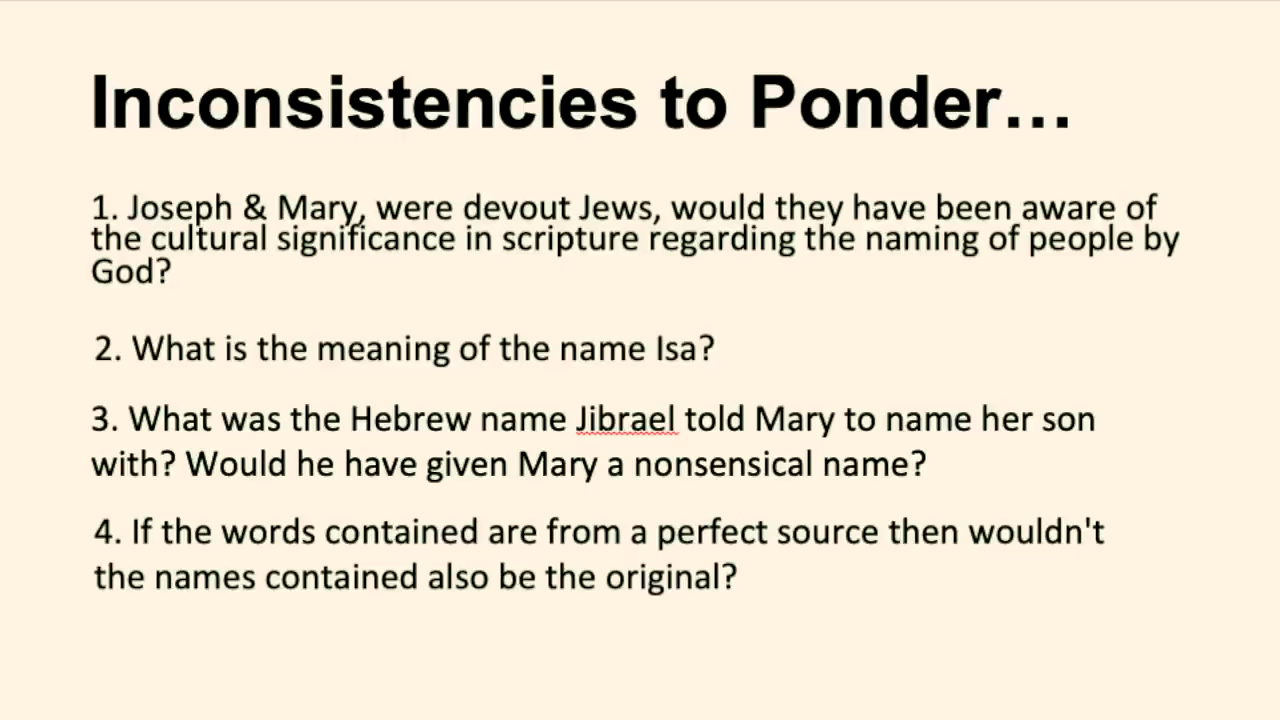 Inconsistencies to Ponder...
1. Joseph & Mary, were devout Jews, would they have been aware of
the cultural significance in scripture regarding the naming of people by
God?
2. What is the meaning of the name Isa?
3. What was the Hebrew name Jibrael told Mary to name her son
with? Would he have given Mary a nonsensical name?
4. If the words contained are from a perfect source then wouldn't
the names contained also be the original?